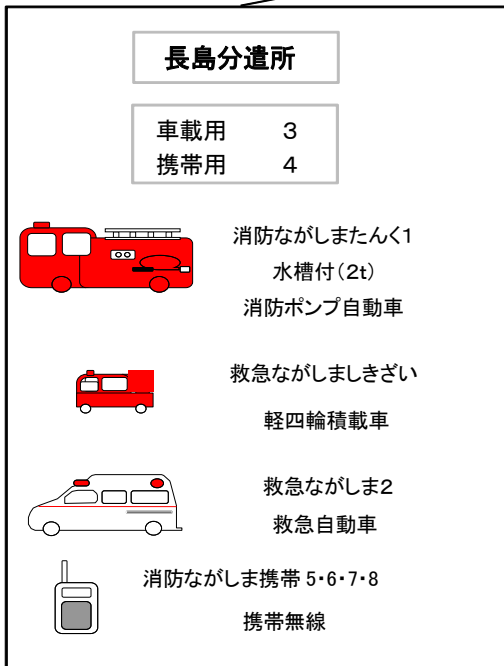 長島分遣所
車載用 3
携帯用 4
消防ながしまたんく1
水槽付(2t)
消防ポンプ自動車
救急ながしましきざい
軽四輪積載車
救急ながしま2
救急自動車
消防ながしま携帯 5・6・7・8
携帯無線